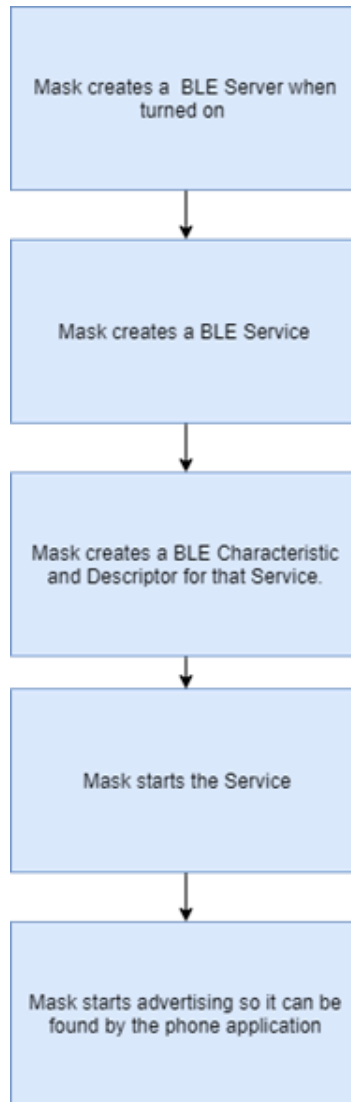 Mask creates a  BLE Server when
turned on
Mask creates a BLE Service
Mask creates a BLE Characteristic
and Descriptor for that Service.
Mask starts the Service
Mask starts advertising so it can be
found by the phone application